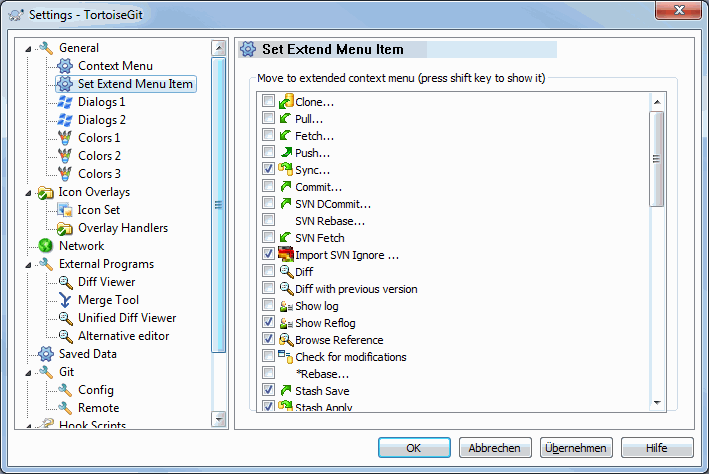 Settings - TortoiseGit
General
Context Menu
Set Extend Menu Item
Dialogs 1
Dialogs 2
Colors 1
Colors 2
Colors 3
Icon Overlays
Icon Set
Overlay Handlers
Network
External Programs
Diff Viewer
Merge Tool
Unified Diff Viewer
Alternative editor
Saved Data
Git
Config
Remote
Hook Scripts
Set Extend Menu Item
Move to extended context menu (press shift key to show it)
Clone...
Pull...
Fetch...
Push...
Sync...
Commit...
SVN DCommit...
SVN Rebase...
SVN Fetch
Import SVN Ignore ...
Diff
Diff with previous version
Show log
Show Reflog
Browse Reference
Check for modifications
*Rebase...
Stash Save
Stash Apply
OK
Abbrechen
Übernehmen
Hilfe